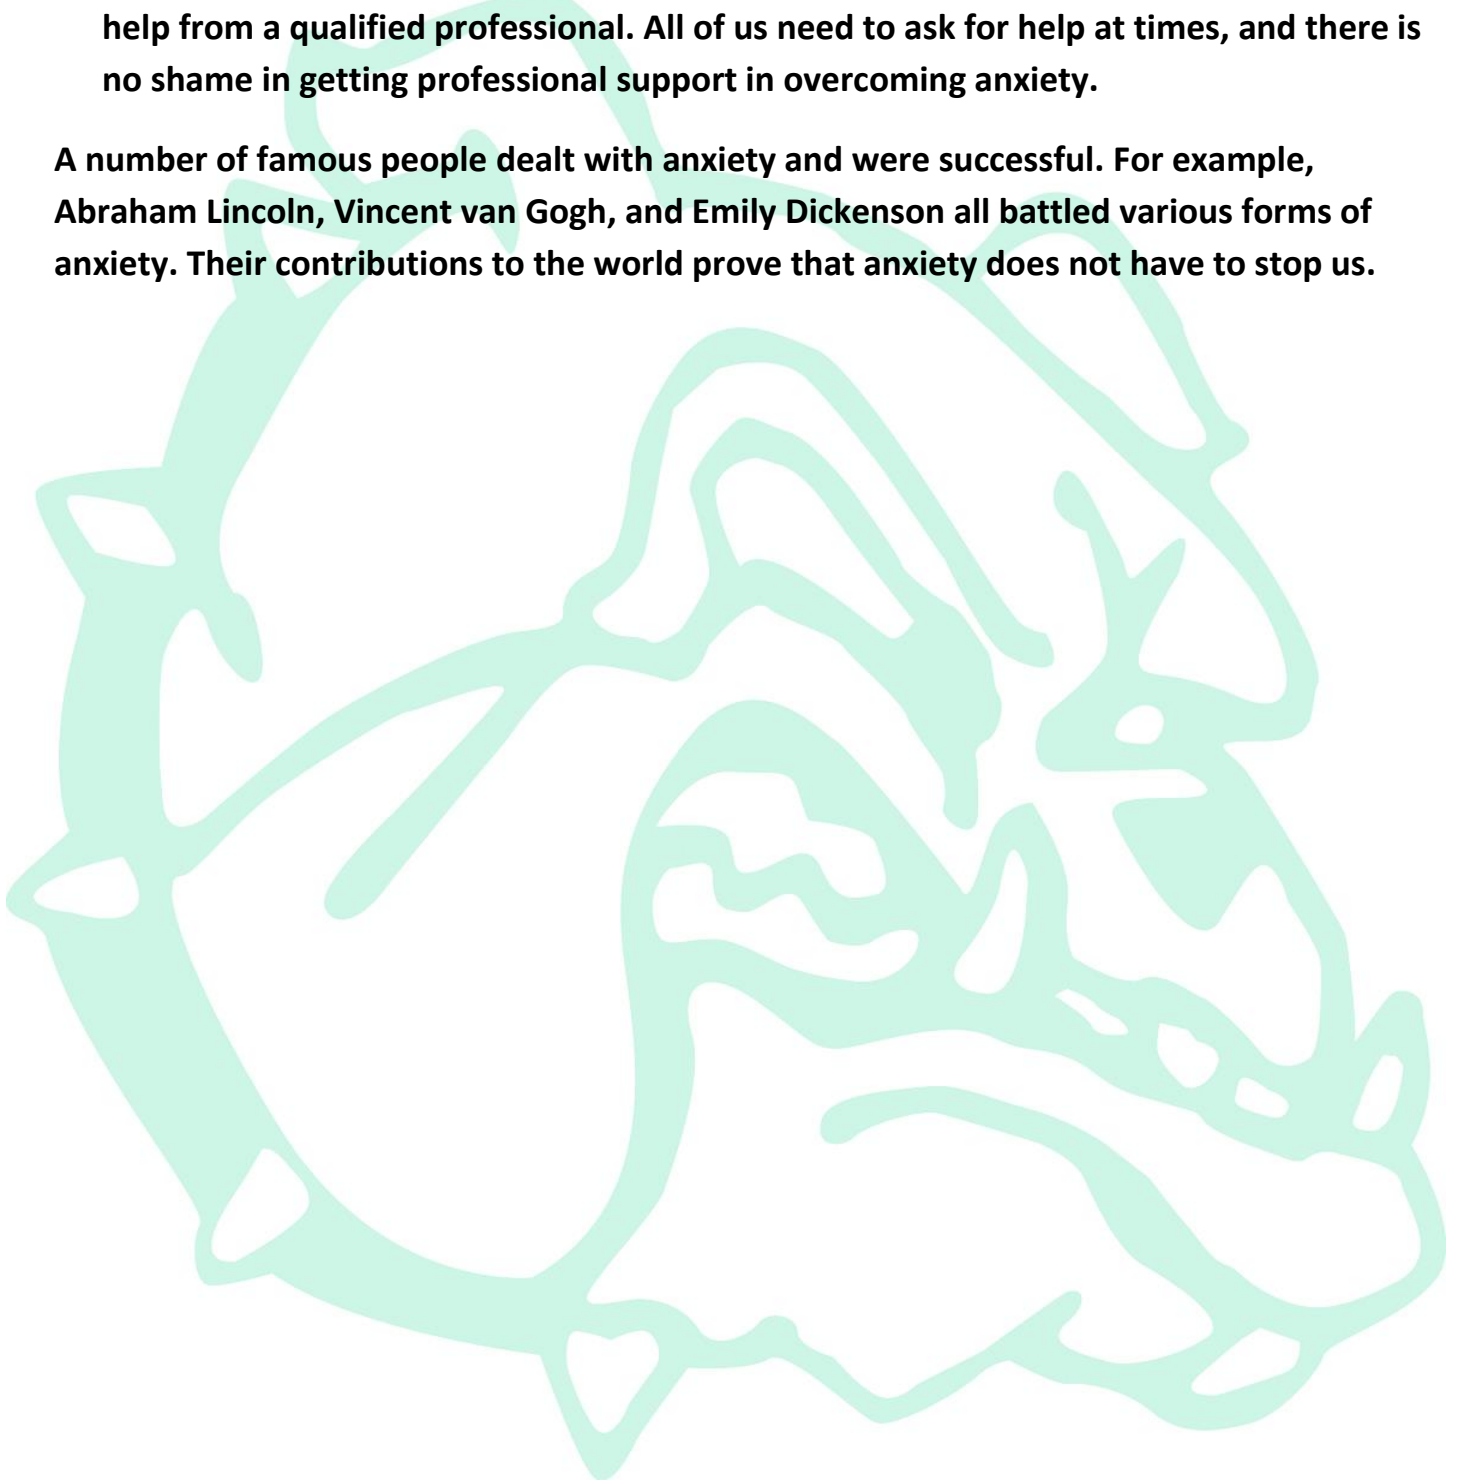 help from a qualified professional. All of us need to ask for help at times, and there is
no shame in getting professional support in overcoming anxiety.
A number of famous people dealt with anxiety and were successful. For example,
Abraham Lincoln, Vincent van Gogh, and Emily Dickenson all battled various forms of
anxiety. Their contributions to the world prove that anxiety does not have to stop us.